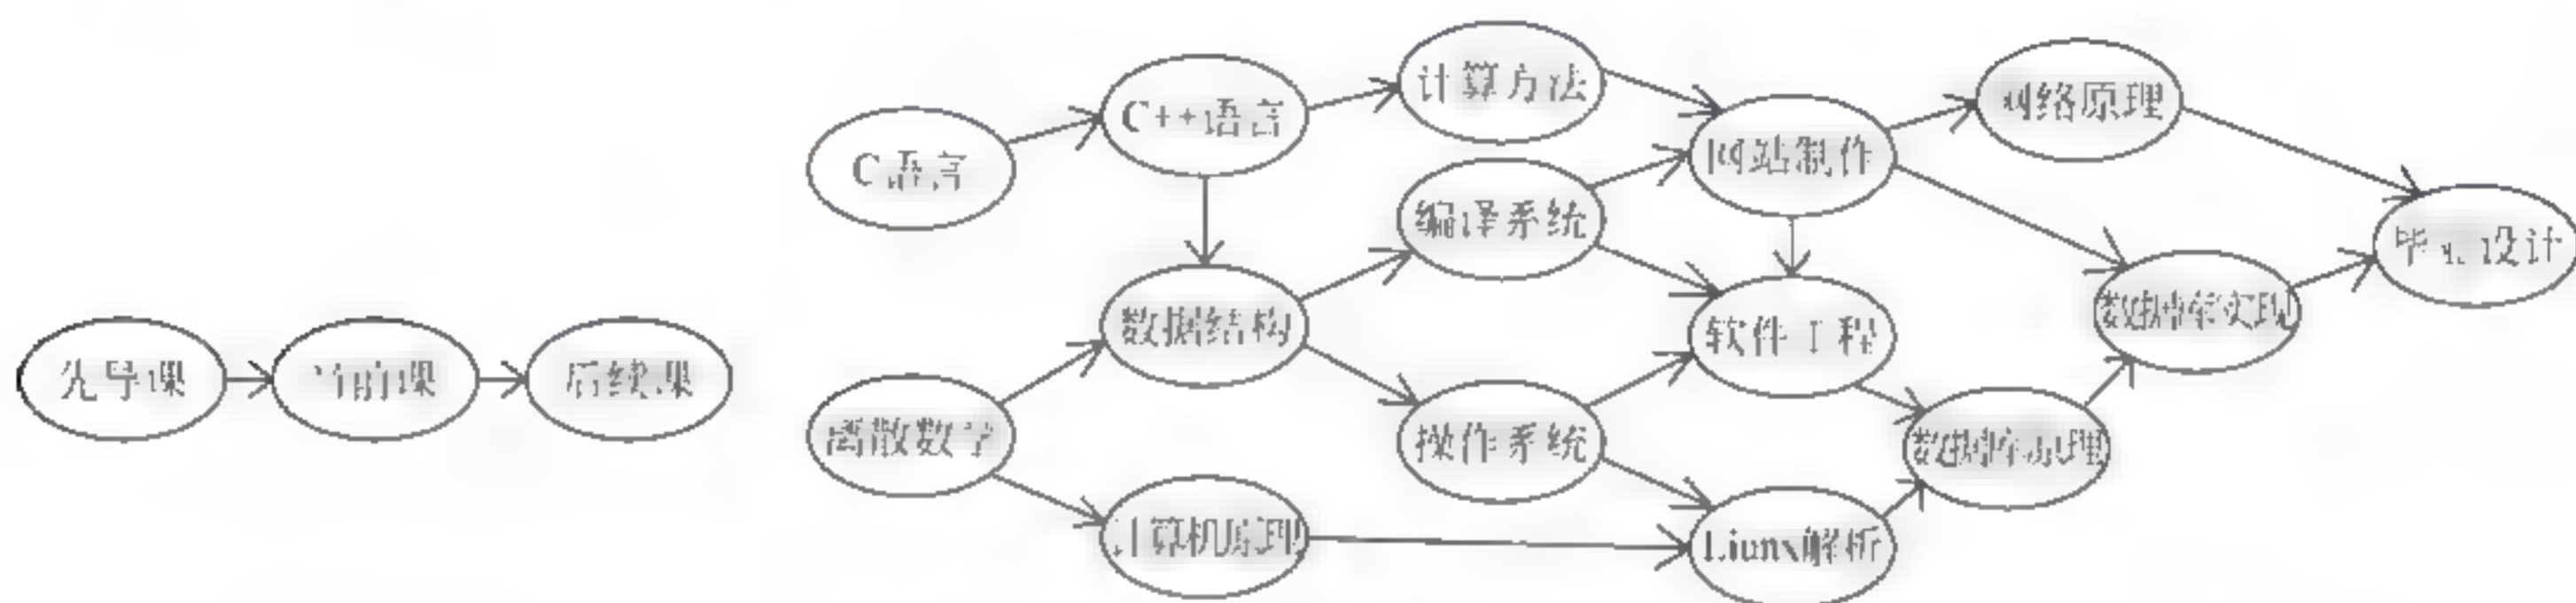 先导课
当前课
后续课
C语言
C++语言
计算方法
网站制作
网络原理
编译系统
毕业设计
数据结构
软件工程
数据库实现
离散数学
操作系统
数据库原理
计算机原理
Liunx解析